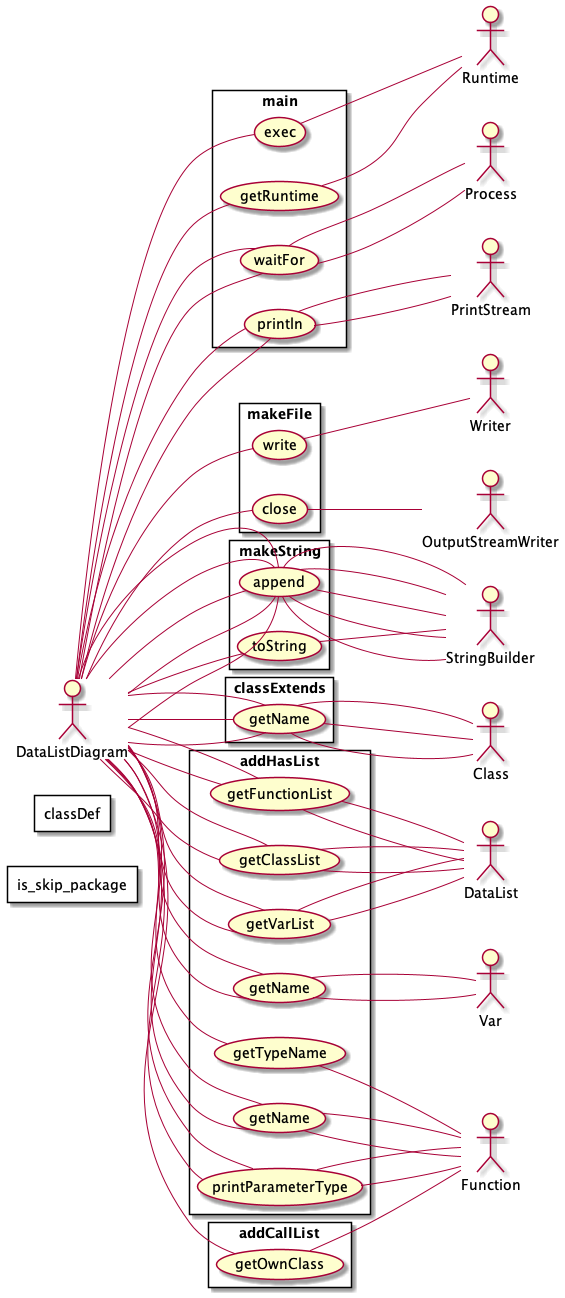 Runtime
main
exec
getRuntime
Process
waitFor
PrintStream
println
Writer
makeFile
write
close
OutputStreamWriter
makeString
append
toString
StringBuilder
classExtends
getName
Class
DataListDiagram
addHasList
getFunctionList
classDef
getClassList
is_skip_package
DataList
getVarList
getName
Var
getTypeName
getName
printParameterType
Function
addCallList
getOwnClass